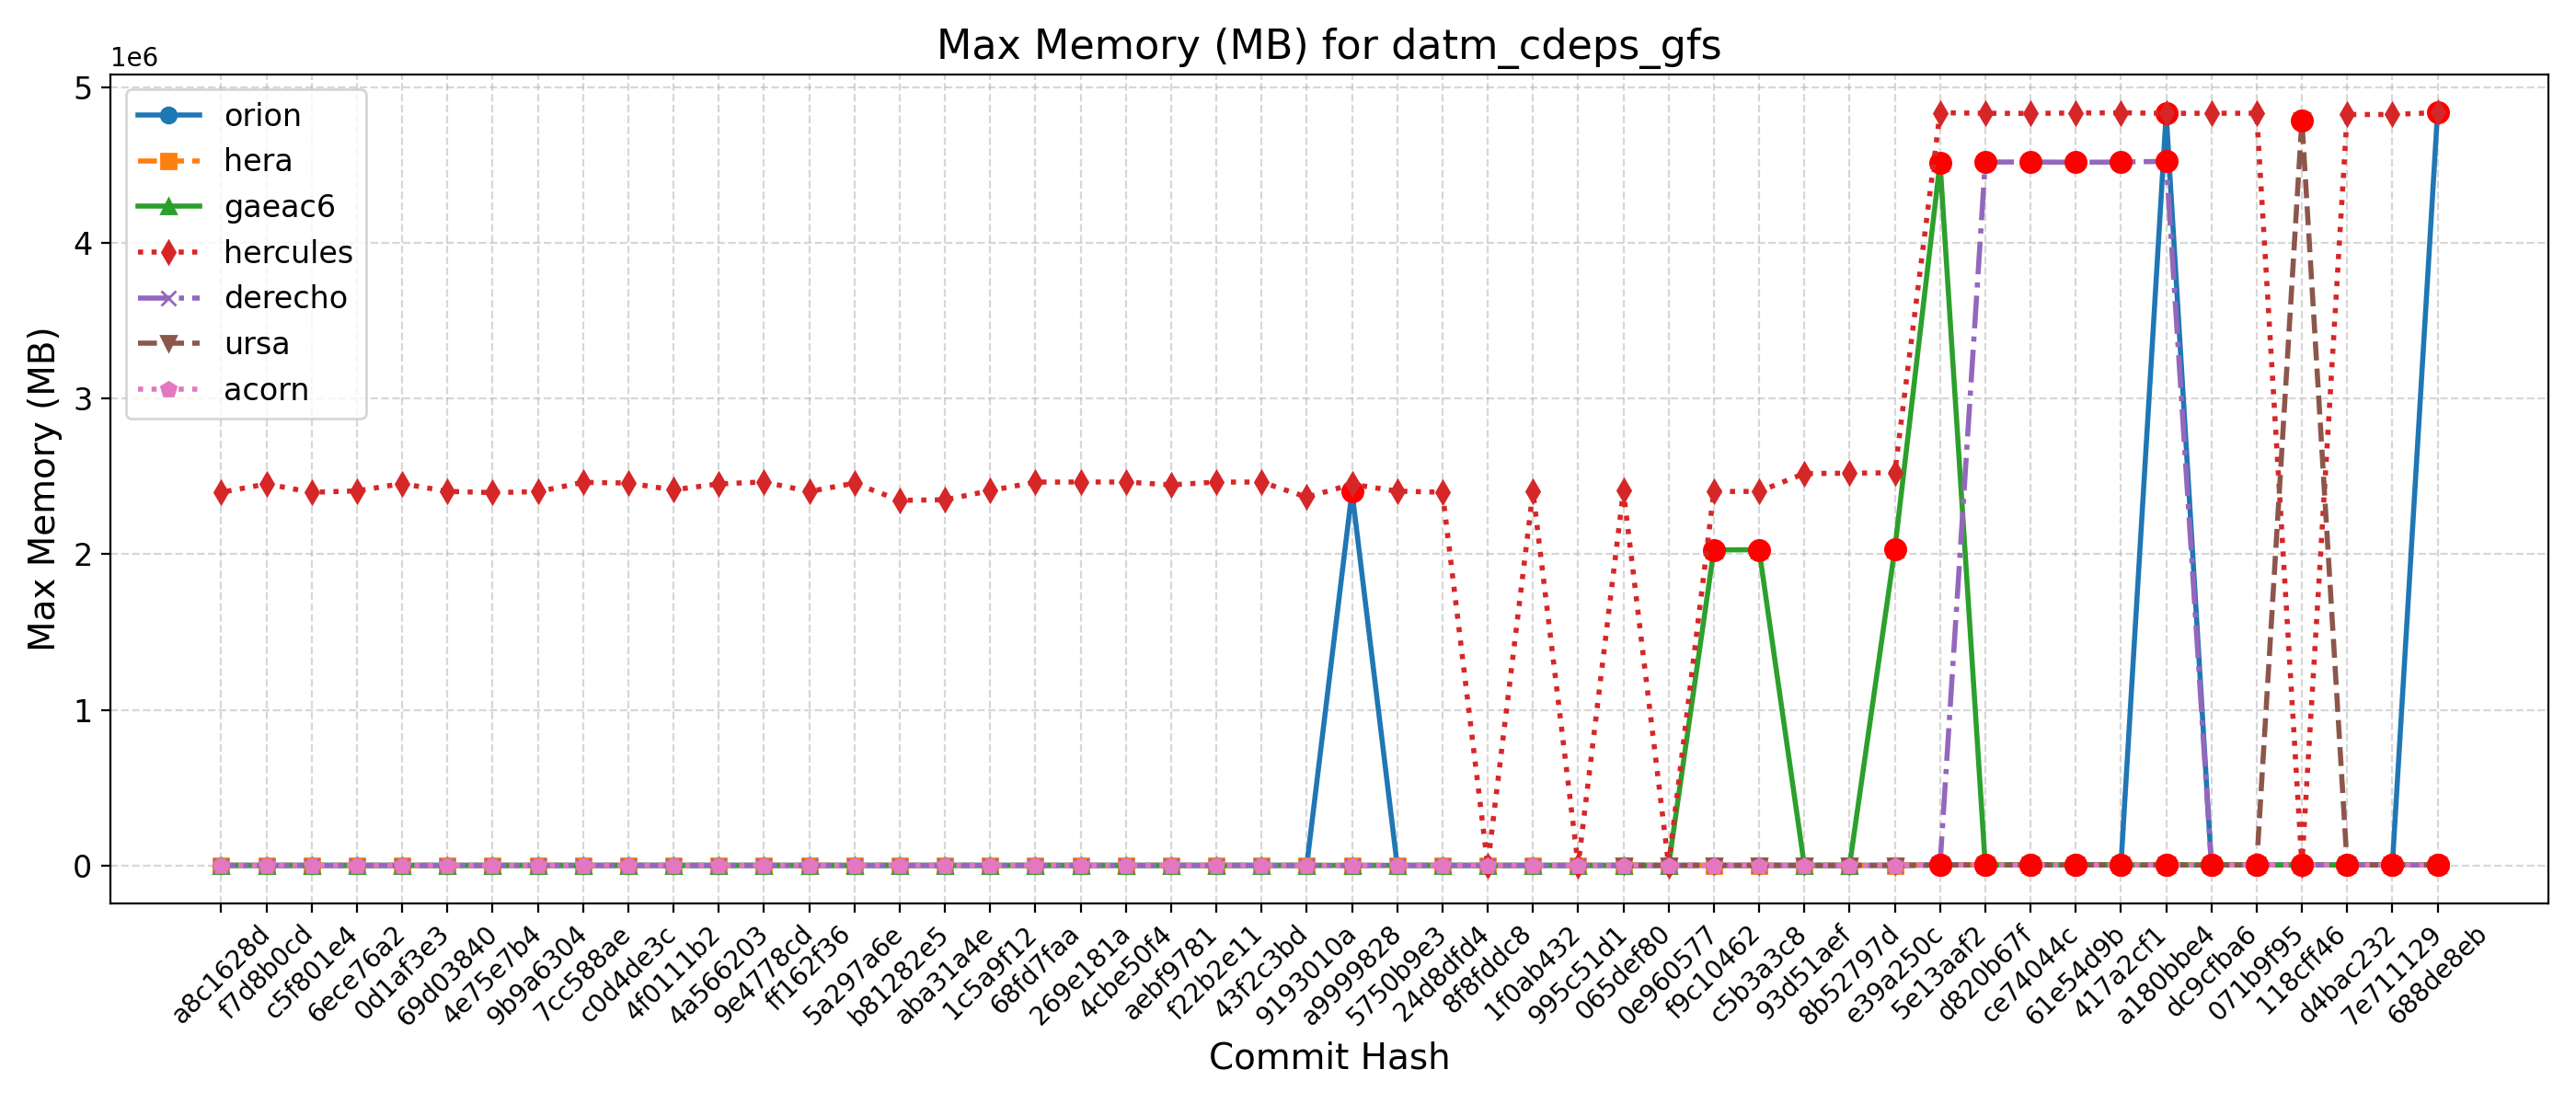 Max Memory (MB) for datm_cdeps_gfs
1e6
5
4
3
2
1
0
Max Memory (MB)
orion
hera
gaeac6
hercules
derecho
ursa
acorn
a8c1628d
f7d8b0cd
c5f801e4
6ece76a2
0d1af3e3
69d03840
4e75e7b4
9b9a6304
7cc588ae
c0d4de3c
4f0111b2
4a566203
9e4778cd
ff162f36
5a297a6e
b81282e5
aba31a4e
1c5a9f12
68fd7faa
269e181a
4cbe50f4
aebf9781
f22b2e11
43f2c3bd
9193010a
a9999828
5750b9e3
24d8dfd4
8f8fddc8
1f0ab432
995c51d1
065def80
0e960577
f9c10462
c5b3a3c8
93d51aef
8b52797d
e39a250c
5e13aaf2
d820b67f
ce74044c
61e54d9b
417a2cf1
a180bbe4
dc9cfba6
071b9f95
118cff46
d4bac232
7e711129
688de8eb
Commit Hash